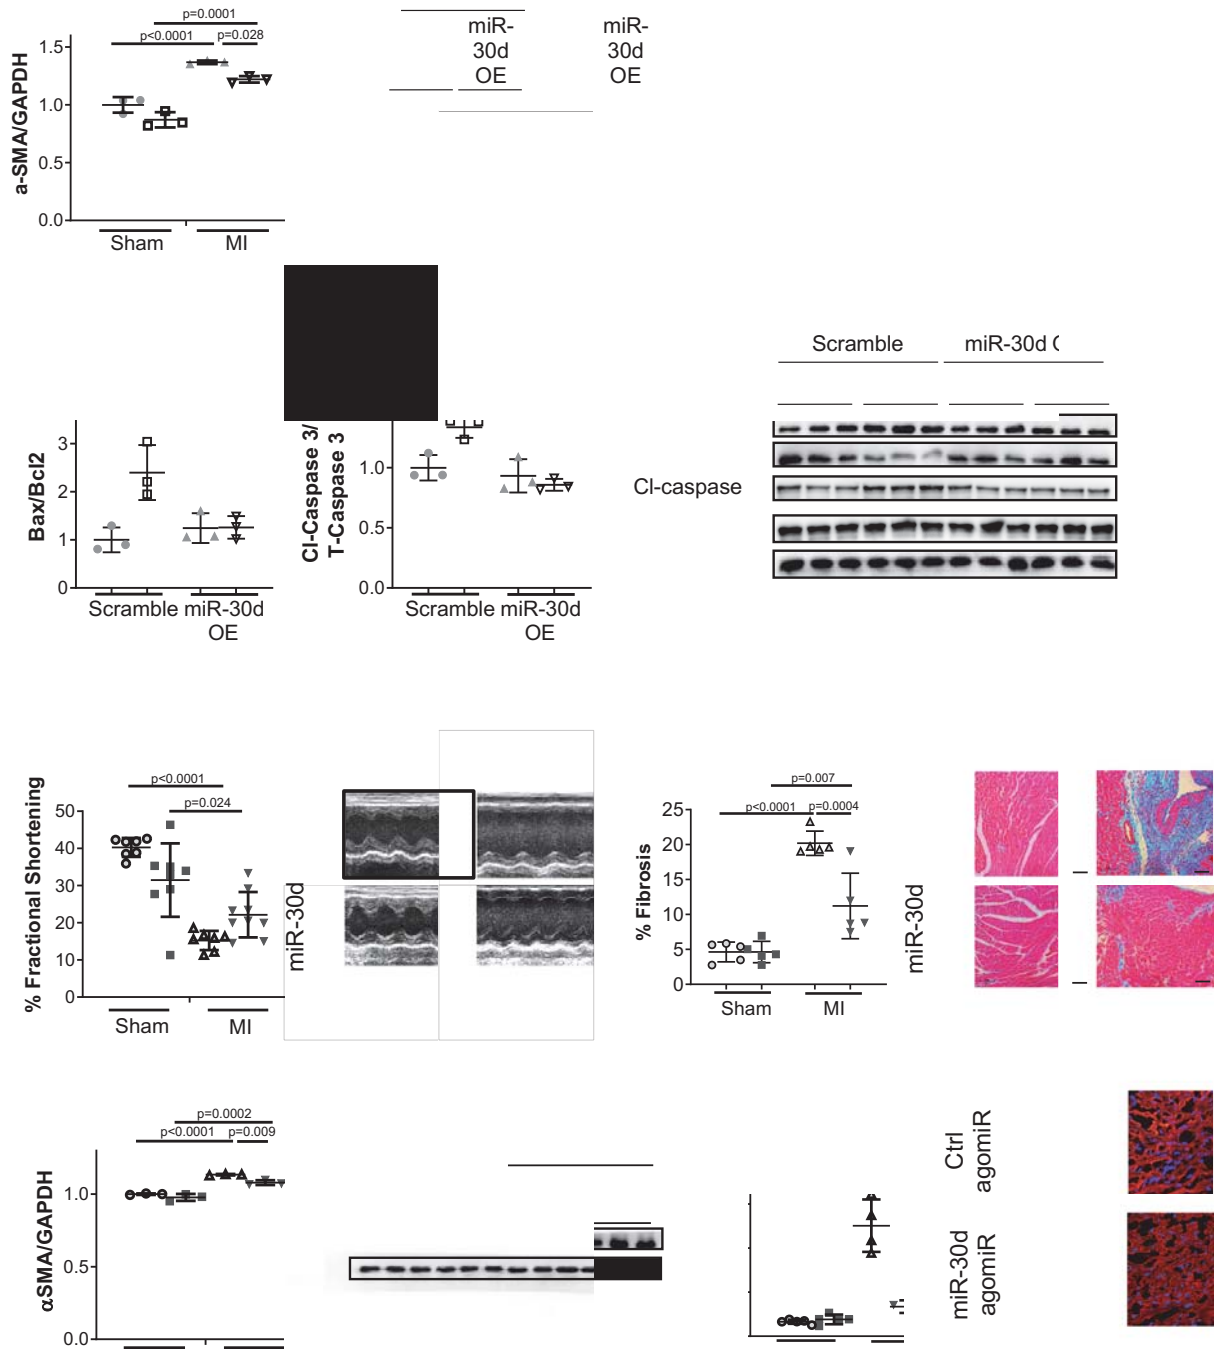 p=0.0001
p<0.0001 p=0.028
a-SMA/GAPDH
1.5
1.0
0.5
0.0
Sham MI
miR-
30d
OE
miR-
30d
OE
Bax/Bcl2
3
2
1
0
Scramble miR-30d
OE
Cl-Caspase 3/
T-Caspase 3
1.0
0.5
0.0
Scramble miR-30d
OE
Scramble miR-30d
Cl-caspase
% Fractional Shortening
p<0.0001
p=0.024
50
40
30
20
10
0
Sham MI
miR-30d
% Fibrosis
p=0.007
p<0.0001 p=0.0004
25
20
15
10
5
0
Sham MI
miR-30d
αSMA/GAPDH
p=0.0002
p<0.0001 p=0.009
1.0
0.5
0.0
Ctrl
agomiR
miR-30d
agomiR